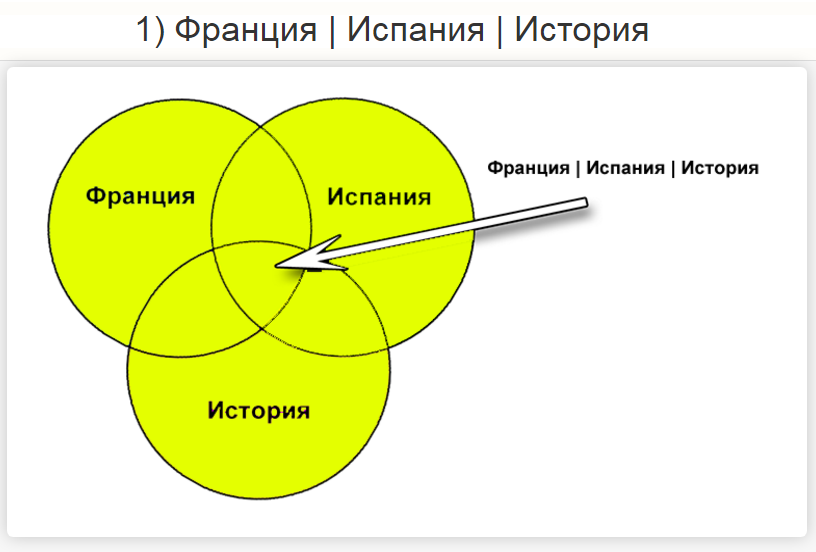 1) Франция | Испания | История
Франция | Испания | История
Франция
Испания
История